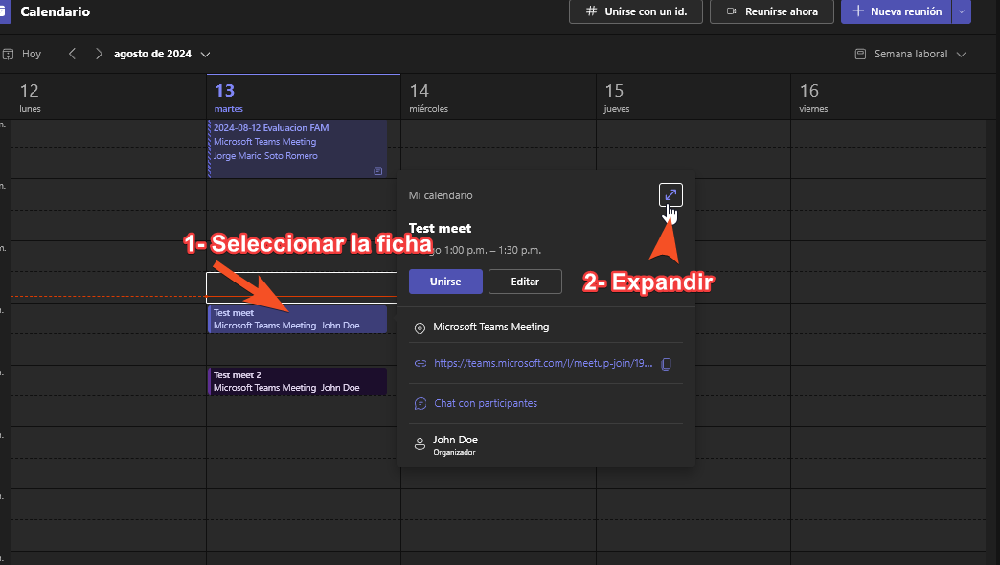 Calendario
Unirse con un id.
Reunirse ahora
Nueva reunión
Hoy
agosto de 2024
Semana laboral
12
lunes
13
martes
14
miércoles
15
jueves
16
viernes
2024-08-12 Evaluacion FAM
Microsoft Teams Meeting
Jorge Mario Soto Romero
Mi calendario
Test meet
1- Seleccionar la ficha
1:00 p.m. – 1:30 p.m.
2- Expandir
Unirse
Editar
Test meet
Microsoft Teams Meeting John Doe
Microsoft Teams Meeting
https://teams.microsoft.com/l/meetup-join/19...
Test meet 2
Microsoft Teams Meeting John Doe
Chat con participantes
John Doe
Organizador